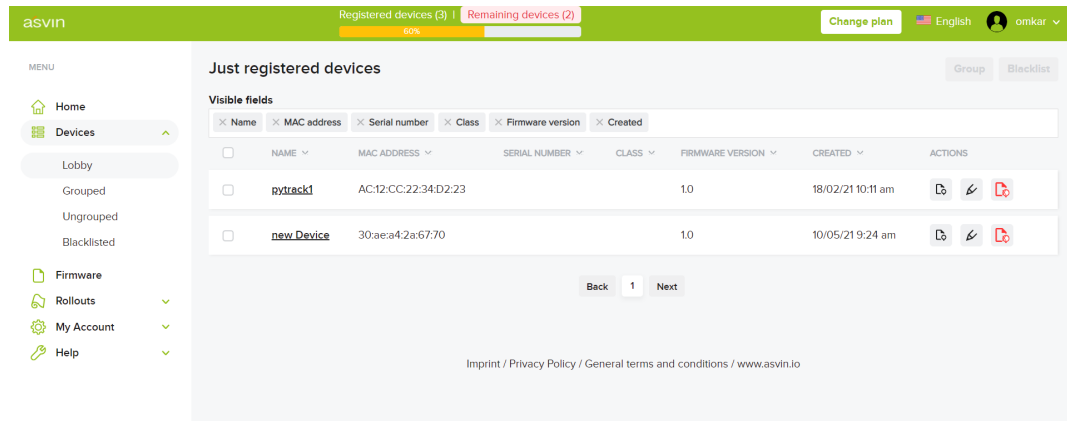 asvin
Registered devices (3) | Remaining devices (2)
60%
Change plan
English
omkar
MENU
Home
Devices
Lobby
Grouped
Ungrouped
Blacklisted
Firmware
Rollouts
My Account
Help
Just registered devices
Group Blacklist
Visible fields
× Name × MAC address × Serial number × Class × Firmware version × Created
NAME MAC ADDRESS SERIAL NUMBER CLASS FIRMWARE VERSION CREATED ACTIONS
pytrack1 AC:12:CC:22:34:D2:23 1.0 18/02/21 10:11 am
new Device 30:ae:a4:2a:67:70 1.0 10/05/21 9:24 am
Back 1 Next
Imprint / Privacy Policy / General terms and conditions / www.asvin.io